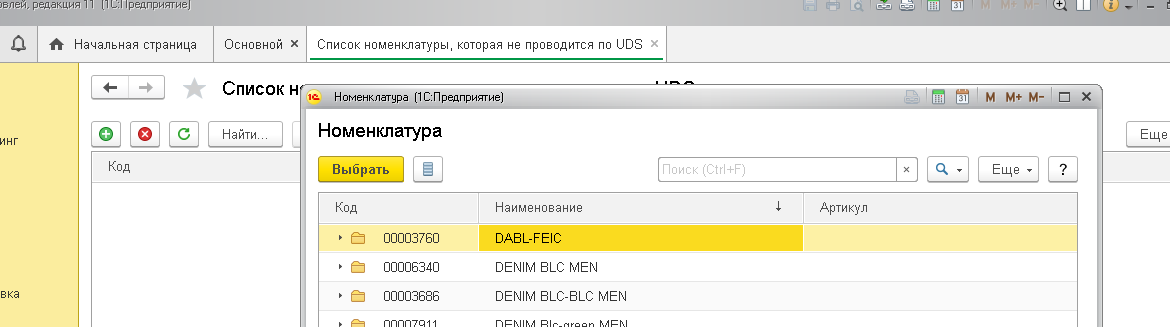 овлей, редакция 11 (1С:Предприятие)
M M+ M-
Начальная страница
Основной ×
Список номенклатуры, которая не проводится по UDS ×
Список н
Номенклатура (1С:Предприятие)
M M+ M-
инг
Найти...
Еще
Номенклатура
Выбрать
Поиск (Ctrl+F)
×
Еще
?
Код
Код
Наименование ↓
Артикул
00003760 DABL-FEIC
00006340 DENIM BLC MEN
вка
00003686 DENIM BLC-BLC MEN
00007911 DENIM Blc-green MEN